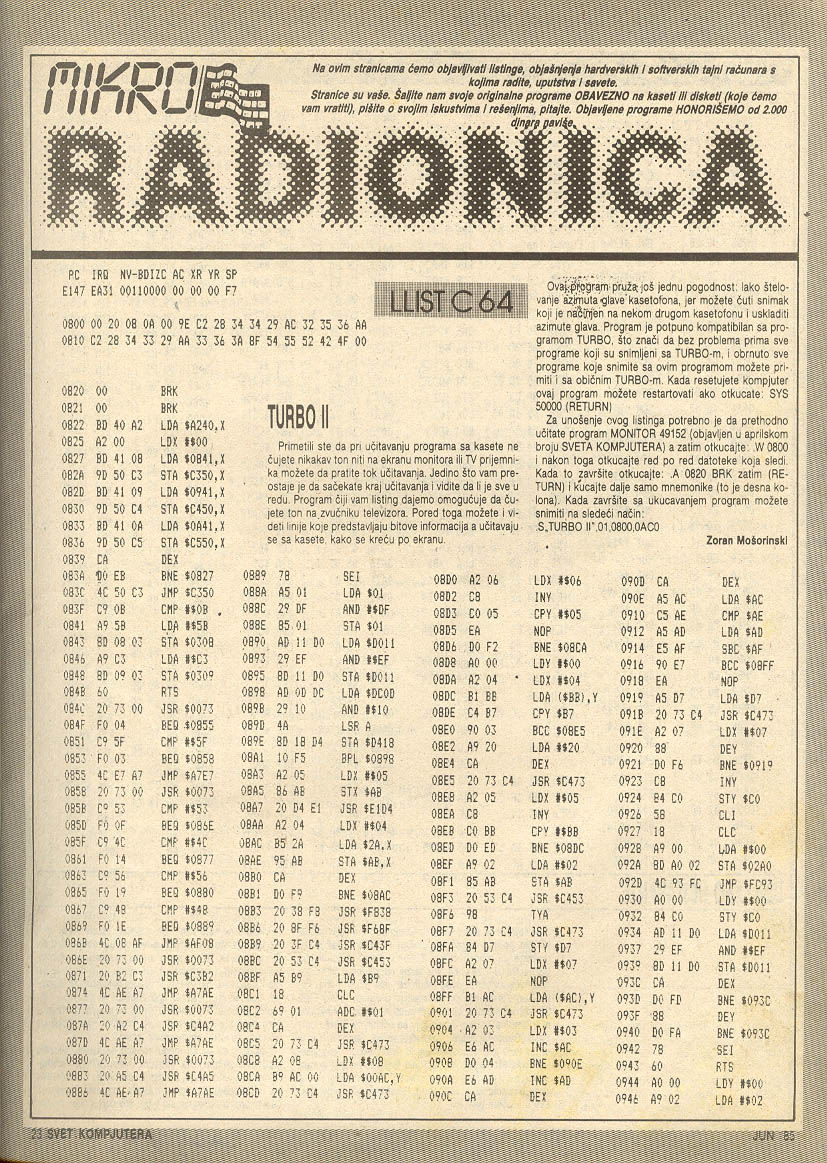 MIKRO
RADIONICA
Na ovim stranicama ćemo objavljivati listinge, objašnjenja hardverskih i softverskih tajni računara s
kojima radite, uputstva i savete.
Stranice su vaše. Šaljite nam svoje originalne programe OBAVEZNO na kaseti ili disketi (koje ćemo
vam vratiti), pišite o svojim iskustvima i rešenjima, pitajte. Objavljene programe HONORIŠEMO od 2.000
dinara naviše.
PC IRQ NV-BDIZC AC XR YR SP
E147 EA31 00110000 00 00 00 F7
0800 00 20 08 0A 00 9E C2 28 34 34 29 AC 32 35 36 AA
0810 C2 28 34 33 29 AA 33 36 3A 8F 54 55 52 42 4F 00
LLIST C 64
0820 00 BRK
0821 00 BRK
0822 BD 40 A2 LDA $A240,X
0825 A2 00 LDX #$00
0827 BD 41 08 LDA $0841,X
082A 9D 50 C3 STA $C350,X
082D BD 41 09 LDA $0941,X
0830 9D 50 C4 STA $C450,X
0833 BD 41 0A LDA $0A41,X
0836 9D 50 C5 STA $C550,X
0839 CA DEX
083A D0 EB BNE $0827
083C 4C 50 C3 JMP $C350
083F C9 0B CMP #$0B
0841 A9 5B LDA #$5B
0843 8D 08 03 STA $0308
0846 A9 C3 LDA #$C3
0848 8D 09 03 STA $0309
084B 60 RTS
084C 20 73 00 JSR $0073
084F F0 04 BEQ $0855
0851 C9 5F CMP #$5F
0853 F0 03 BEQ $0858
0855 4C E7 A7 JMP $A7E7
0858 20 73 00 JSR $0073
085B C9 53 CMP #$53
085D F0 0F BEQ $086E
085F C9 4C CMP #$4C
0861 F0 14 BEQ $0877
0863 C9 56 CMP #$56
0865 F0 19 BEQ $0880
0867 C9 48 CMP #$48
0869 F0 1E BEQ $0889
086B 4C 08 AF JMP $AF08
086E 20 73 00 JSR $0073
0871 20 B2 C3 JSR $C3B2
0874 4C AE A7 JMP $A7AE
0877 20 73 00 JSR $0073
087A 20 A2 C4 JSR $C4A2
087D 4C AE A7 JMP $A7AE
0880 20 73 00 JSR $0073
0883 20 A5 C4 JSR $C4A5
0886 4C AE A7 JMP $A7AE
TURBO II
Primetili ste da pri učitavanju programa sa kasete ne
čujete nikakav ton niti na ekranu monitora ili TV prijemni-
ka možete da pratite tok učitavanja. Jedino što vam pre-
ostaje je da sačekate kraj učitavanja i vidite da li je sve u
redu. Program čiji vam listing dajemo omogućuje da ču-
jete ton na zvučniku televizora. Pored toga možete i vi-
deti linije koje predstavljaju bitove informacija a učitavaju
se sa kasete, kako se kreću po ekranu.
0889 78 SEI
088A A5 01 LDA $01
088C 29 DF AND #$DF
088E 85 01 STA $01
0890 AD 11 D0 LDA $D011
0893 29 EF AND #$EF
0895 8D 11 D0 STA $D011
0898 AD 0D DC LDA $DC0D
089B 29 10 AND #$10
089D 4A LSR A
089E 8D 18 D4 STA $D418
08A1 10 F5 BPL $0898
08A3 A2 05 LDX #$05
08A5 86 AB STX $AB
08A7 20 D4 E1 JSR $E1D4
08AA A2 04 LDX #$04
08AC B5 2A LDA $2A,X
08AE 95 AB STA $AB,X
08B0 CA DEX
08B1 D0 F9 BNE $08AC
08B3 20 38 F8 JSR $F838
08B6 20 8F F6 JSR $F68F
08B9 20 3F C4 JSR $C43F
08BC 20 53 C4 JSR $C453
08BF A5 B9 LDA $B9
08C1 18 CLC
08C2 69 01 ADC #$01
08C4 CA DEX
08C5 20 73 C4 JSR $C473
08C8 A2 08 LDX #$08
08CA B9 AC 00 LDA $00AC,Y
08CD 20 73 C4 JSR $C473
Ovaj program pruža još jednu pogodnost: lako štelo-
vanje azimuta glave kasetofona, jer možete čuti snimak
koji je načinjen na nekom drugom kasetofonu i uskladiti
azimute glava. Program je potpuno kompatibilan sa pro-
gramom TURBO, što znači da bez problema prima sve
programe koji su snimljeni sa TURBO-m, i obrnuto sve
programe koje snimite sa ovim programom možete pri-
miti i sa običnim TURBO-m. Kada resetujete kompjuter
ovaj program možete restartovati ako otkucate: SYS
50000 (RETURN)
Za unošenje ovog listinga potrebno je da prethodno
učitate program MONITOR 49152 (objavljen u aprilskom
broju SVETA KOMPJUTERA) a zatim otkucajte: .W 0800
i nakon toga otkucajte red po red datoteke koja sledi.
Kada to završite otkucajte: .A 0820 BRK zatim (RE-
TURN) i kucajte dalje samo mnemonike (to je desna ko-
lona). Kada završite sa ukucavanjem program možete
snimiti na sledeći način:
S„TURBO II",01,0800,0AC0
Zoran Mošorinski
08D0 A2 06 LDX #$06
08D2 C8 INY
08D3 C0 05 CPY #$05
08D5 EA NOP
08D6 D0 F2 BNE $08CA
08D8 A0 00 LDY #$00
08DA A2 04 LDX #$04
08DC B1 BB LDA ($BB),Y
08DE C4 B7 CPY $B7
08E0 90 03 BCC $08E5
08E2 A9 20 LDA #$20
08E4 CA DEX
08E5 20 73 C4 JSR $C473
08E8 A2 05 LDX #$05
08EA C8 INY
08EB C0 BB CPY #$BB
08ED D0 ED BNE $08DC
08EF A9 02 LDA #$02
08F1 85 AB STA $AB
08F3 20 53 C4 JSR $C453
08F6 98 TYA
08F7 20 73 C4 JSR $C473
08FA 84 D7 STY $D7
08FC A2 07 LDX #$07
08FE EA NOP
08FF B1 AC LDA ($AC),Y
0901 20 73 C4 JSR $C473
0904 A2 03 LDX #$03
0906 E6 AC INC $AC
0908 D0 04 BNE $090E
090A E6 AD INC $AD
090C CA DEX
090D CA DEX
090E A5 AC LDA $AC
0910 C5 AE CMP $AE
0912 A5 AD LDA $AD
0914 E5 AF SBC $AF
0916 90 E7 BCC $08FF
0918 EA NOP
0919 A5 D7 LDA $D7
091B 20 73 C4 JSR $C473
091E A2 07 LDX #$07
0920 88 DEY
0921 D0 F6 BNE $0919
0923 C8 INY
0924 84 C0 STY $C0
0926 58 CLI
0927 18 CLC
0928 A9 00 LDA #$00
092A 8D A0 02 STA $02A0
092D 4C 93 FC JMP $FC93
0930 A0 00 LDY #$00
0932 84 C0 STY $C0
0934 AD 11 D0 LDA $D011
0937 29 EF AND #$EF
0939 8D 11 D0 STA $D011
093C CA DEX
093D D0 FD BNE $093C
093F 88 DEY
0940 D0 FA BNE $093C
0942 78 SEI
0943 60 RTS
0944 A0 00 LDY #$00
0946 A9 02 LDA #$02
23 SVET KOMPJUTERA
JUN 85